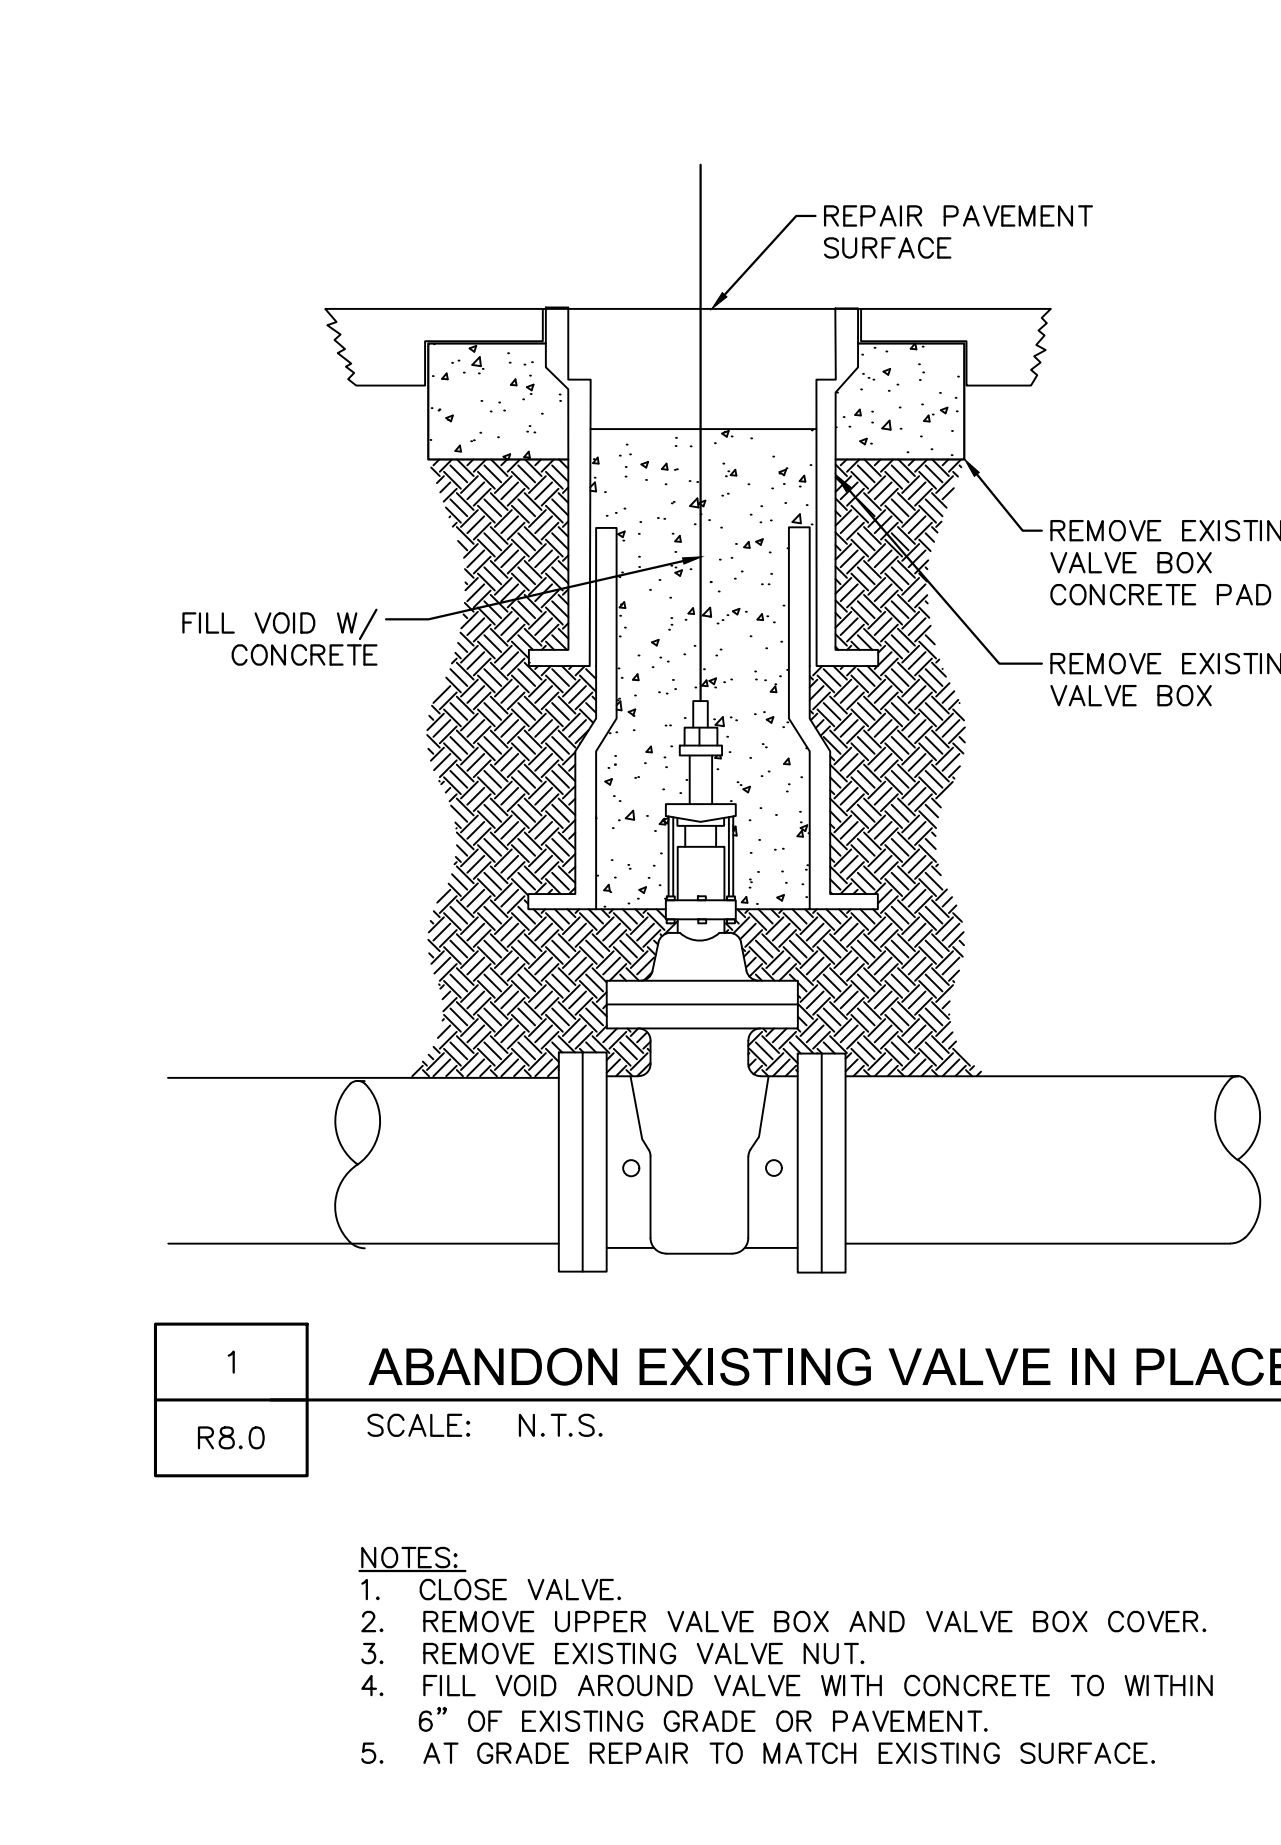 REPAIR PAVEMENT
SURFACE
REMOVE EXISTIN
VALVE BOX
CONCRETE PAD
FILL VOID W/
CONCRETE
REMOVE EXISTIN
VALVE BOX
1
ABANDON EXISTING VALVE IN PLACE
R8.0
SCALE: N.T.S.
NOTES:
1. CLOSE VALVE.
2. REMOVE UPPER VALVE BOX AND VALVE BOX COVER.
3. REMOVE EXISTING VALVE NUT.
4. FILL VOID AROUND VALVE WITH CONCRETE TO WITHIN
6" OF EXISTING GRADE OR PAVEMENT.
5. AT GRADE REPAIR TO MATCH EXISTING SURFACE.